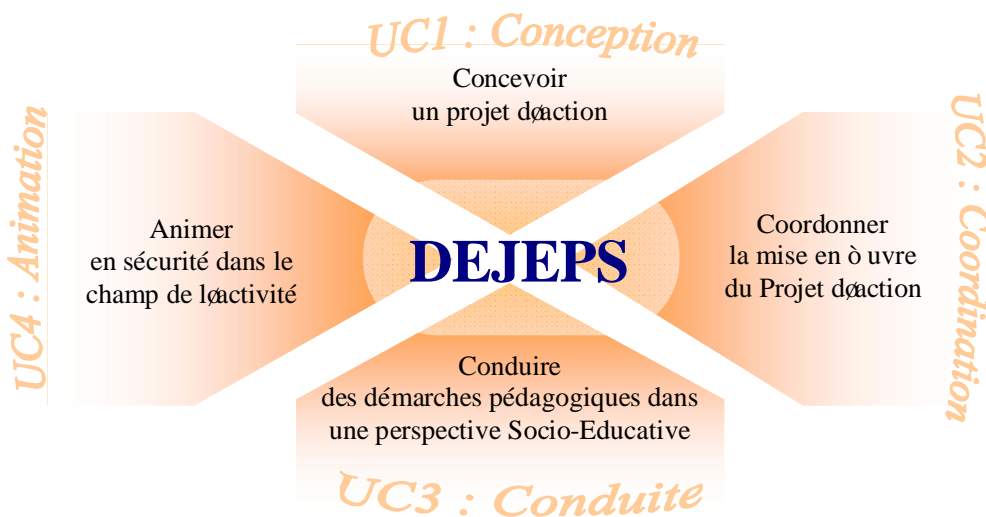 UC1 : Conception
Concevoir
un projet døaction
UC4 : Animation
Animer
en sécurité dans le
champ de løactivité
DEJEPS
UC2 : Coordination
Coordonner
la mise en ò uvre
du Projet døaction
Conduire
des démarches pédagogiques dans
une perspective Socio-Educative
UC3 : Conduite